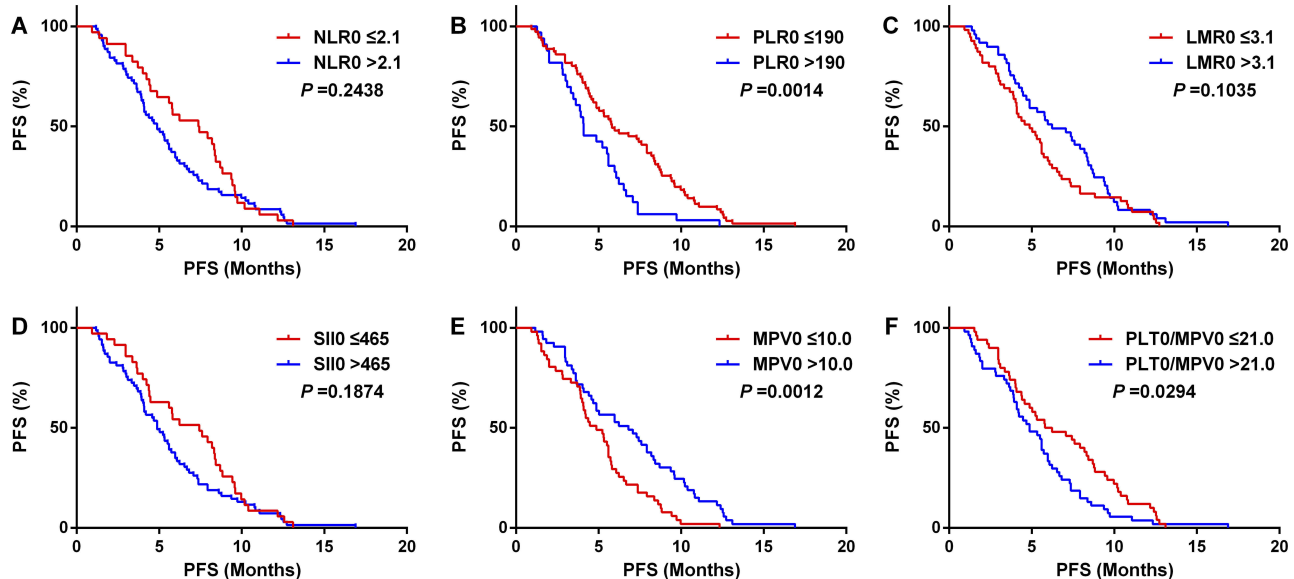 A
NLR0 ≤2.1
NLR0 >2.1
P =0.2438
PFS (%)
100
50
0
0 5 10 15 20
PFS (Months)
B
PLR0 ≤190
PLR0 >190
P =0.0014
PFS (%)
100
50
0
0 5 10 15 20
PFS (Months)
C
LMR0 ≤3.1
LMR0 >3.1
P =0.1035
PFS (%)
100
50
0
0 5 10 15 20
PFS (Months)
D
SII0 ≤465
SII0 >465
P =0.1874
PFS (%)
100
50
0
0 5 10 15 20
PFS (Months)
E
MPV0 ≤10.0
MPV0 >10.0
P =0.0012
PFS (%)
100
50
0
0 5 10 15 20
PFS (Months)
F
PLT0/MPV0 ≤21.0
PLT0/MPV0 >21.0
P =0.0294
PFS (%)
100
50
0
0 5 10 15 20
PFS (Months)